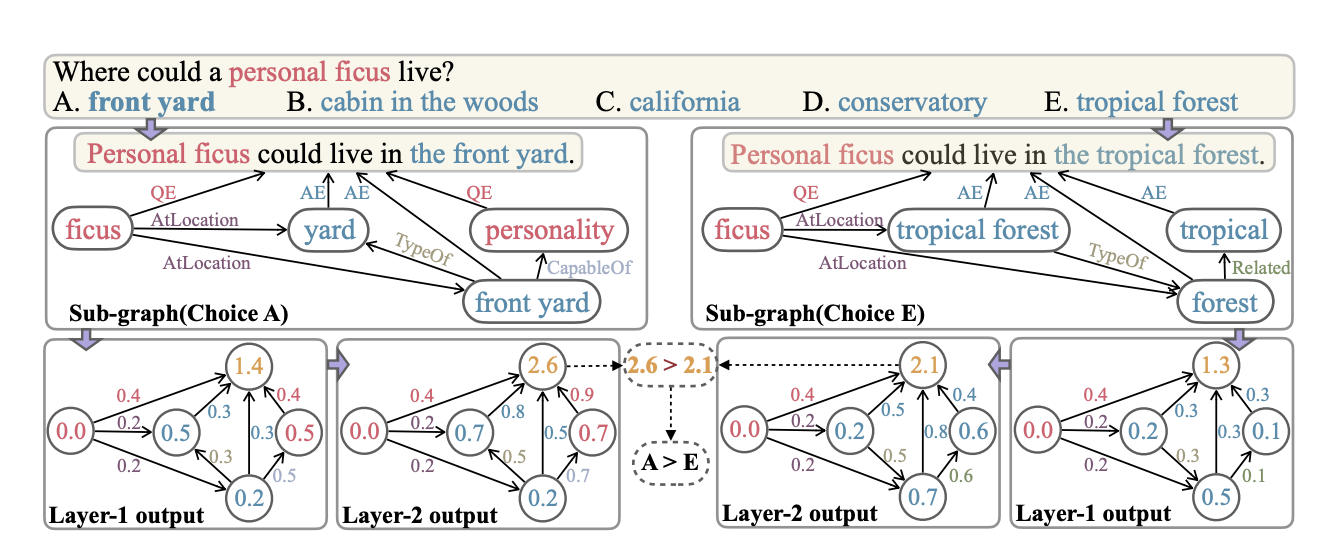 Where could a personal ficus live?
A. front yard B. cabin in the woods C. california D. conservatory E. tropical forest
Personal ficus could live in the front yard.
QE AE AE QE
ficus AtLocation yard personality
AtLocation TypeOf CapableOf
front yard
Sub-graph(Choice A)
Personal ficus could live in the tropical forest.
QE AE AE AE
ficus AtLocation tropical forest tropical
AtLocation TypeOf Related
forest
Sub-graph(Choice E)
1.4
0.4 0.4
0.3
0.0 0.2 0.5 0.3 0.5
0.2 0.3 0.5
0.2
Layer-1 output
2.6
0.4 0.9
0.8
0.0 0.2 0.7 0.5 0.7
0.2 0.5 0.7
0.2
Layer-2 output
2.6 > 2.1
A > E
2.1
0.4 0.4
0.5
0.0 0.2 0.2 0.8 0.6
0.2 0.5 0.6
0.7
Layer-2 output
1.3
0.4 0.3
0.3
0.0 0.2 0.2 0.3 0.1
0.2 0.3 0.1
0.5
Layer-1 output